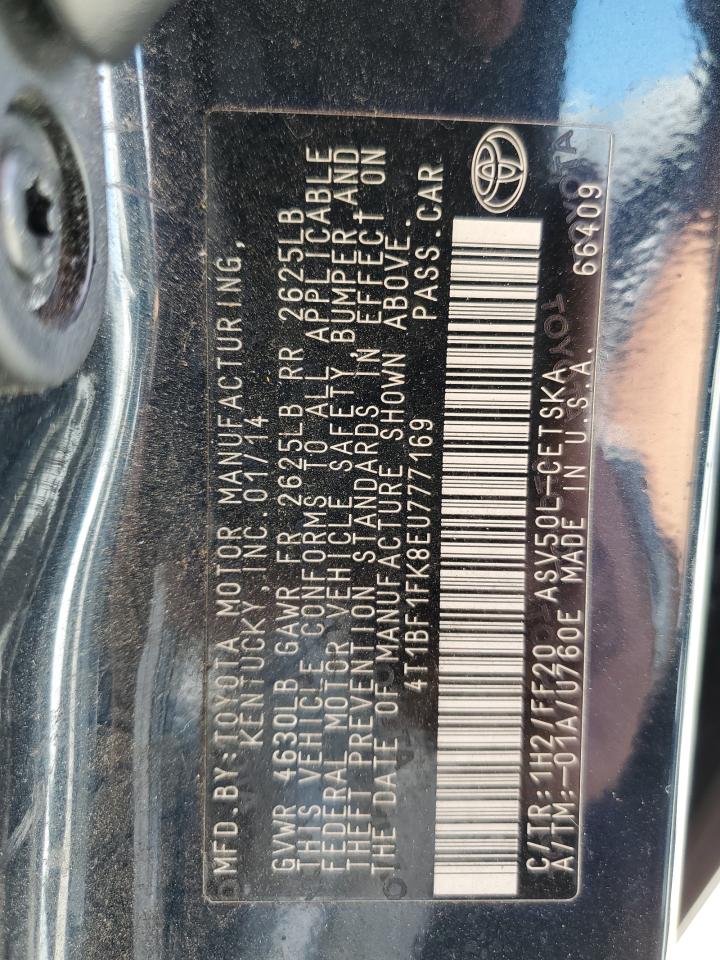 MFD.BY:TOYOTA MOTOR MANUFACTURING,
KENTUCKY, INC.01/14
GVWR 4630LB GAWR FR 2625LB RR 2625LB
THIS VEHICLE CONFORMS TO ALL APPLICABLE
FEDERAL MOTOR VEHICLE SAFETY, BUMPER, AND
THEFT PREVENTION STANDARDS IN EFFECT ON
THE DATE OF MANUFACTURE SHOWN ABOVE.
4T1BF1FK8EU777169 PASS.CAR
C/TR:1H2/FF20 ASV50L-CETSKA
A/TM:-01A/U760E MADE IN U.S.A. 66409